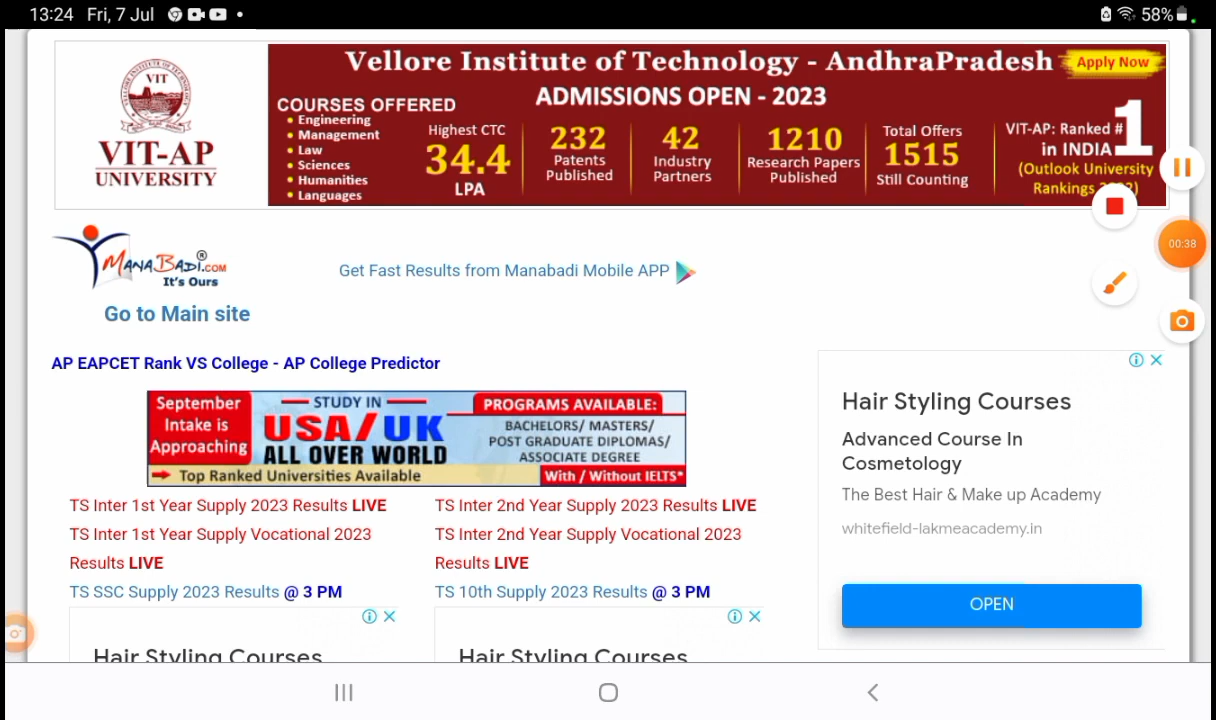 13:24 Fri, 7 Jul
58%
VIT
VIT-AP
UNIVERSITY
Vellore Institute of Technology - AndhraPradesh
Apply Now
ADMISSIONS OPEN - 2023
COURSES OFFERED
• Engineering
• Management
• Law
• Sciences
• Humanities
• Languages
Highest CTC
34.4
LPA
232
Patents
Published
42
Industry
Partners
1210
Research Papers
Published
Total Offers
1515
Still Counting
VIT-AP: Ranked #1
in INDIA
(Outlook University
Rankings
00:38
MANABADI.COM®
It's Ours
Get Fast Results from Manabadi Mobile APP
Go to Main site
AP EAPCET Rank VS College - AP College Predictor
September
Intake is
Approaching
STUDY IN
USA/UK
ALL OVER WORLD
Top Ranked Universities Available
PROGRAMS AVAILABLE:
BACHELORS/ MASTERS/
POST GRADUATE DIPLOMAS/
ASSOCIATE DEGREE
With / Without IELTS*
TS Inter 1st Year Supply 2023 Results LIVE
TS Inter 1st Year Supply Vocational 2023
Results LIVE
TS SSC Supply 2023 Results @ 3 PM
TS Inter 2nd Year Supply 2023 Results LIVE
TS Inter 2nd Year Supply Vocational 2023
Results LIVE
TS 10th Supply 2023 Results @ 3 PM
Hair Styling Courses
Hair Styling Courses
Hair Styling Courses
Advanced Course In
Cosmetology
The Best Hair & Make up Academy
whitefield-lakmeacademy.in
OPEN